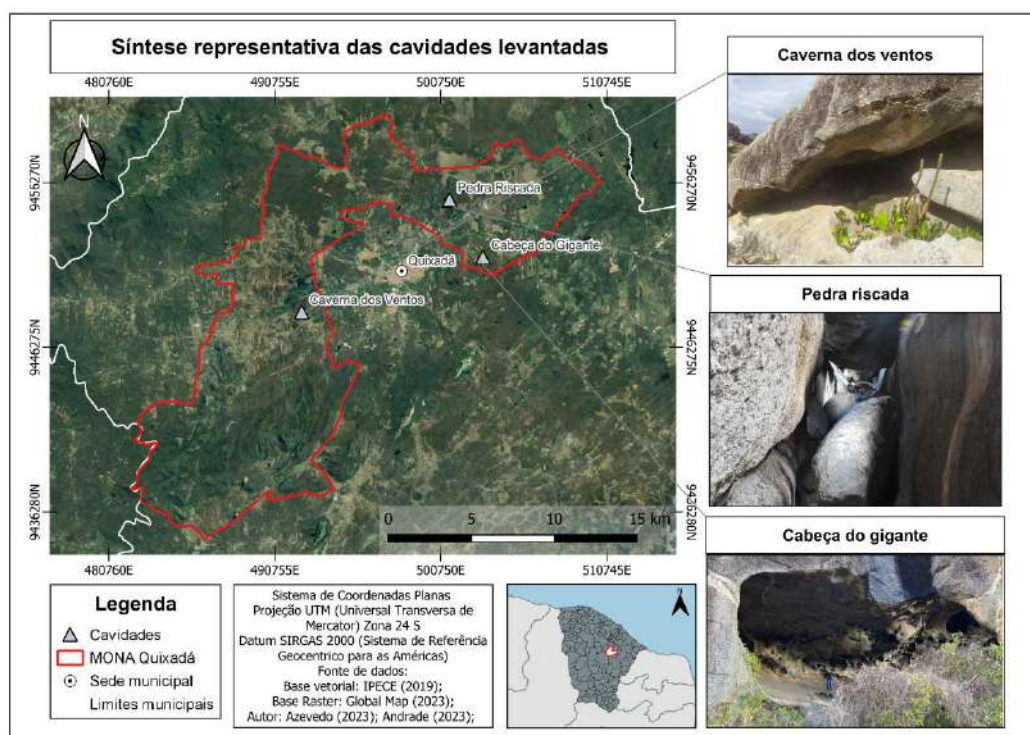 Síntese representativa das cavidades levantadas
480760E 490755E 500750E 510745E
N
9456270N
9446275N
9436280N
9456270N
9446275N
9436280N
Pedra Riscada
Cabeça do Gigante
Quixadá
Caverna dos Ventos
0 5 10 15 km
480760E 490755E 500750E 510745E
Caverna dos ventos
Pedra riscada
Cabeça do gigante
Legenda
Cavidades
MONA Quixadá
Sede municipal
Limites municipais
Sistema de Coordenadas Planas
Projeção UTM (Universal Transversa de
Mercator) Zona 24 S
Datum SIRGAS 2000 (Sistema de Referência
Geocentrico para as Américas)
Fonte de dados:
Base vetorial: IPECE (2019);
Base Raster: Global Map (2023);
Autor: Azevedo (2023); Andrade (2023);
N